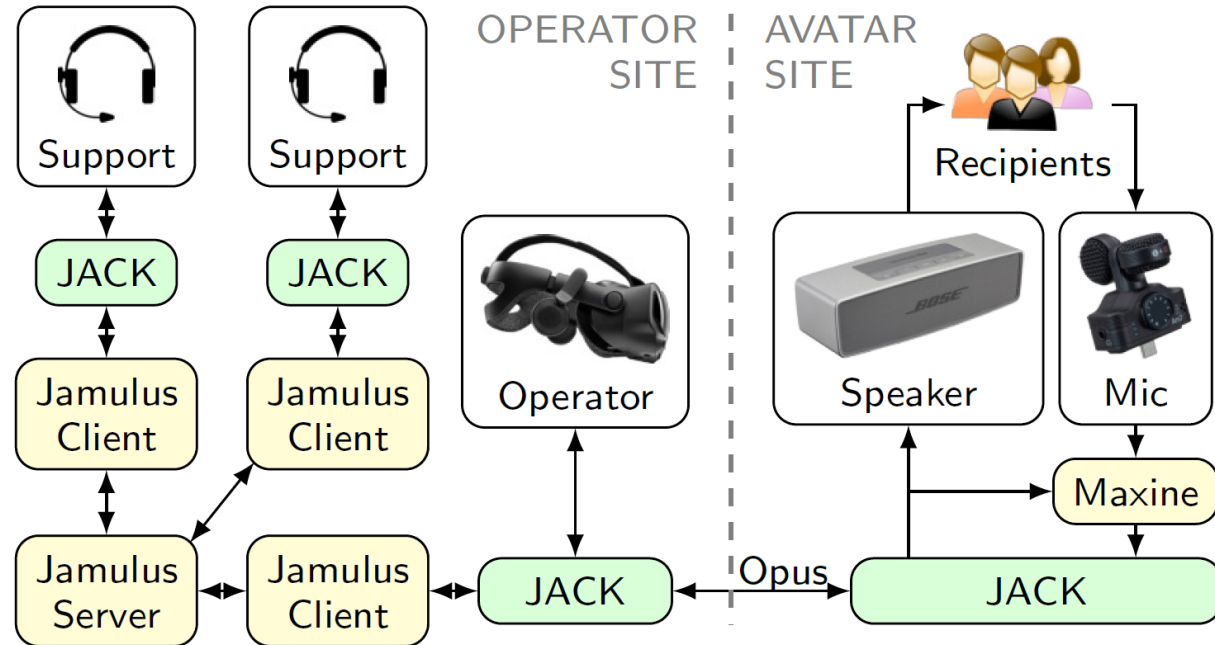 OPERATOR
SITE
AVATAR
SITE
Support
Support
Recipients
JACK
JACK
BOSE
Operator
Speaker
Mic
Jamulus
Client
Jamulus
Client
Maxine
Jamulus
Server
Jamulus
Client
JACK
Opus
JACK